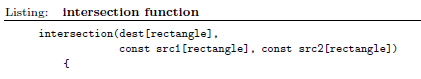 Listing: intersection function
intersection(dest[rectangle],
const src1[rectangle], const src2[rectangle])
{